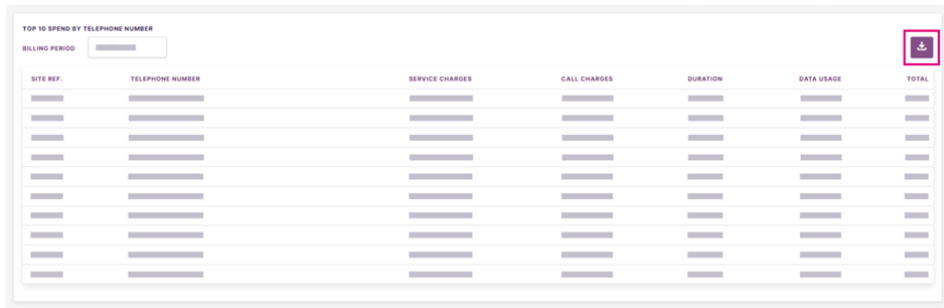 TOP 10 SPEND BY TELEPHONE NUMBER
BILLING PERIOD
SITE REF. TELEPHONE NUMBER SERVICE CHARGES CALL CHARGES DURATION DATA USAGE TOTAL